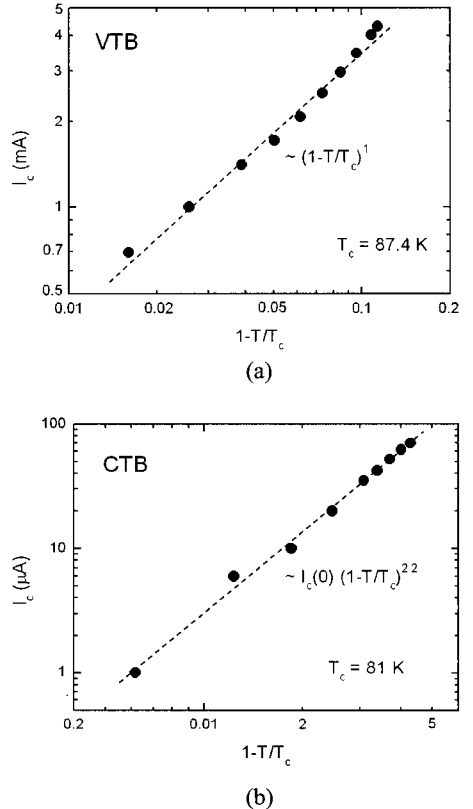 (a)
VTB
5
4
3
2
1
0.7
0.5
I_c (mA)
~ (1-T/T_c)^1
T_c = 87.4 K
0.01 0.02 0.05 0.1 0.2
1-T/T_c
(a)
100
CTB
10
1
I_c (μA)
~ I_c(0) (1-T/T_c)^2 2
T_c = 81 K
0.2 0.01 2 5
1-T/T_c
(b)